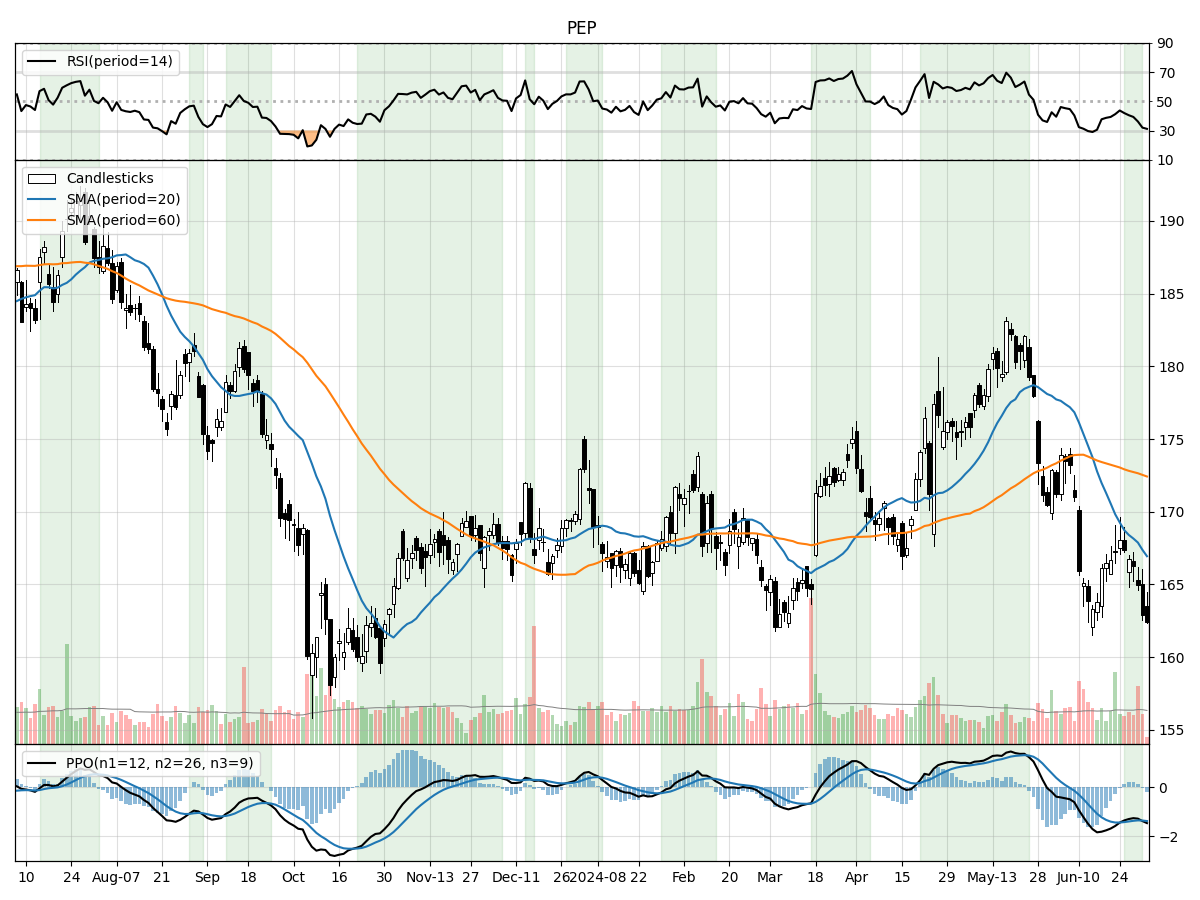 PEP
RSI(period=14)
90
70
50
30
10
Candlesticks
SMA(period=20)
SMA(period=60)
190
185
180
175
170
165
160
155
PPO(n1=12, n2=26, n3=9)
0
−2
10 24 Aug-07 21 Sep 18 Oct 16 30 Nov-13 27 Dec-11 26 2024-08 22 Feb 20 Mar 18 Apr 15 29 May-13 28 Jun-10 24